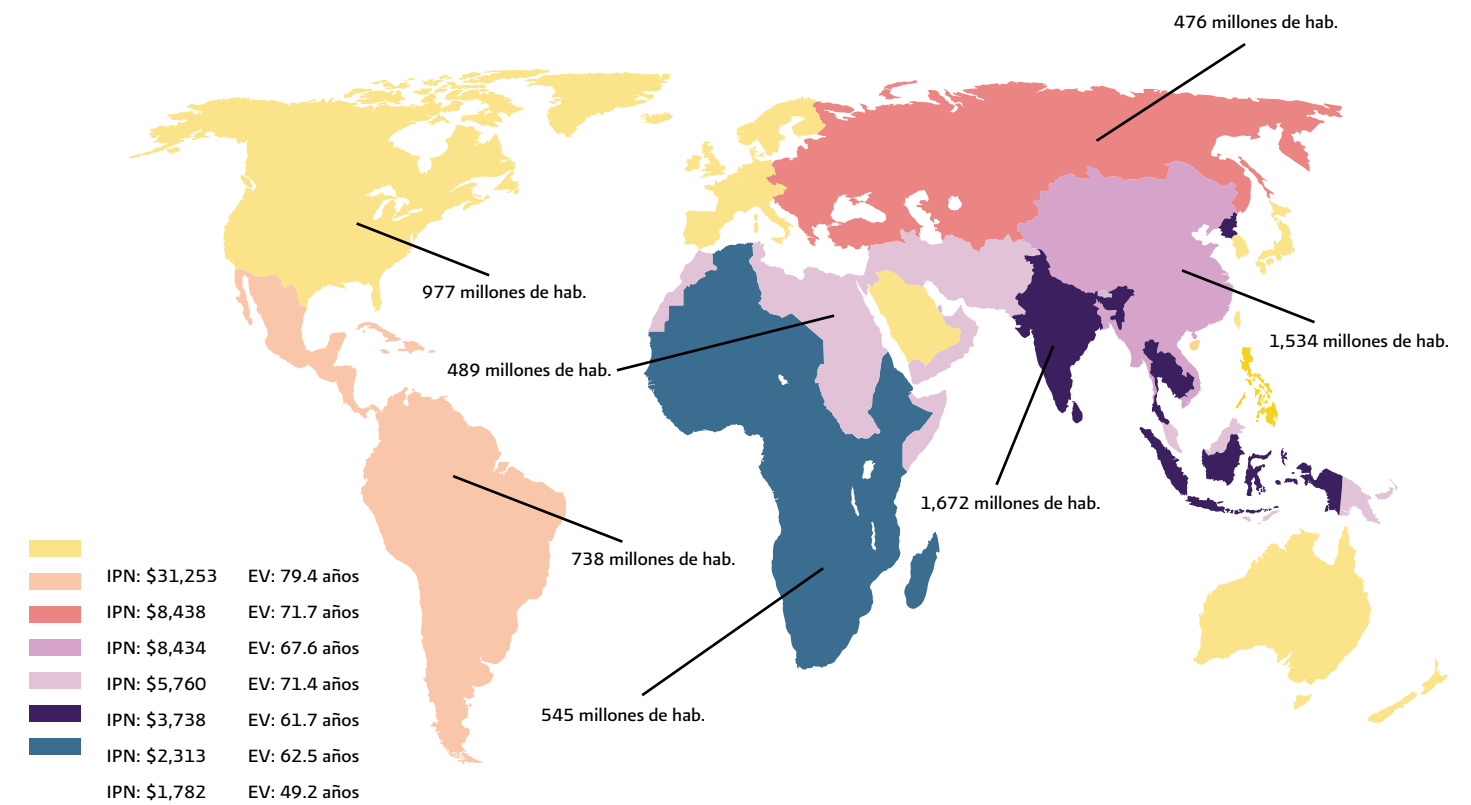 476 millones de hab.
977 millones de hab.
1,534 millones de hab.
489 millones de hab.
1,672 millones de hab.
738 millones de hab.
545 millones de hab.
IPN: $31,253 EV: 79.4 años
IPN: $8,438 EV: 71.7 años
IPN: $8,434 EV: 67.6 años
IPN: $5,760 EV: 71.4 años
IPN: $3,738 EV: 61.7 años
IPN: $2,313 EV: 62.5 años
IPN: $1,782 EV: 49.2 años